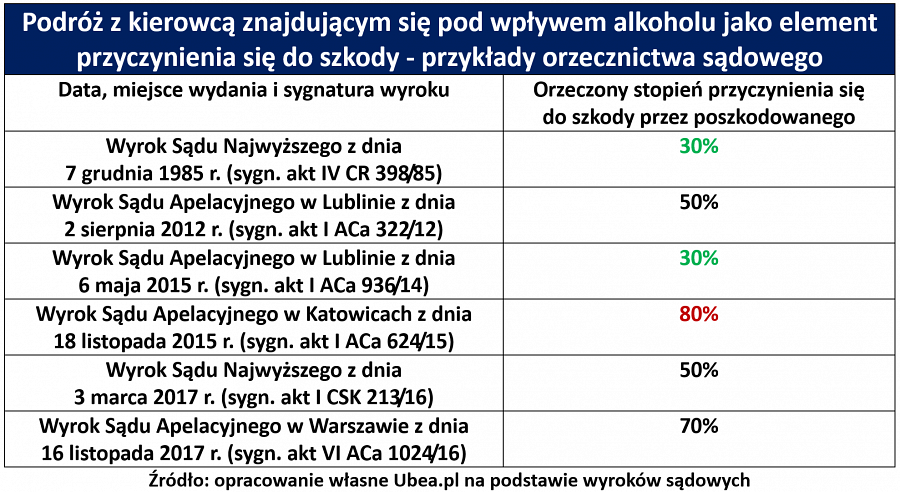 Podróż z kierowcą znajdującym się pod wpływem alkoholu jako element
przyczynienia się do szkody - przykłady orzecznictwa sądowego
Data, miejsce wydania i sygnatura wyroku
Orzeczony stopień przyczynienia się
do szkody przez poszkodowanego
Wyrok Sądu Najwyższego z dnia
7 grudnia 1985 r. (sygn. akt IV CR 398/85)
30%
Wyrok Sądu Apelacyjnego w Lublinie z dnia
2 sierpnia 2012 r. (sygn. akt I ACa 322/12)
50%
Wyrok Sądu Apelacyjnego w Lublinie z dnia
6 maja 2015 r. (sygn. akt I ACa 936/14)
30%
Wyrok Sądu Apelacyjnego w Katowicach z dnia
18 listopada 2015 r. (sygn. akt I ACa 624/15)
80%
Wyrok Sądu Najwyższego z dnia
3 marca 2017 r. (sygn. akt I CSK 213/16)
50%
Wyrok Sądu Apelacyjnego w Warszawie z dnia
16 listopada 2017 r. (sygn. akt VI ACa 1024/16)
70%
Źródło: opracowanie własne Ubea.pl na podstawie wyroków sądowych